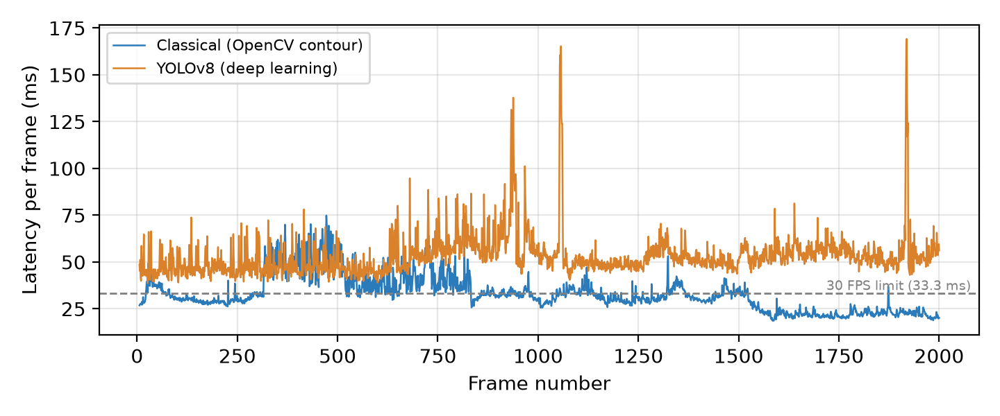 175
150
125
100
75
50
25
Latency per frame (ms)
Classical (OpenCV contour)
YOLOv8 (deep learning)
30 FPS limit (33.3 ms)
0 250 500 750 1000 1250 1500 1750 2000
Frame number